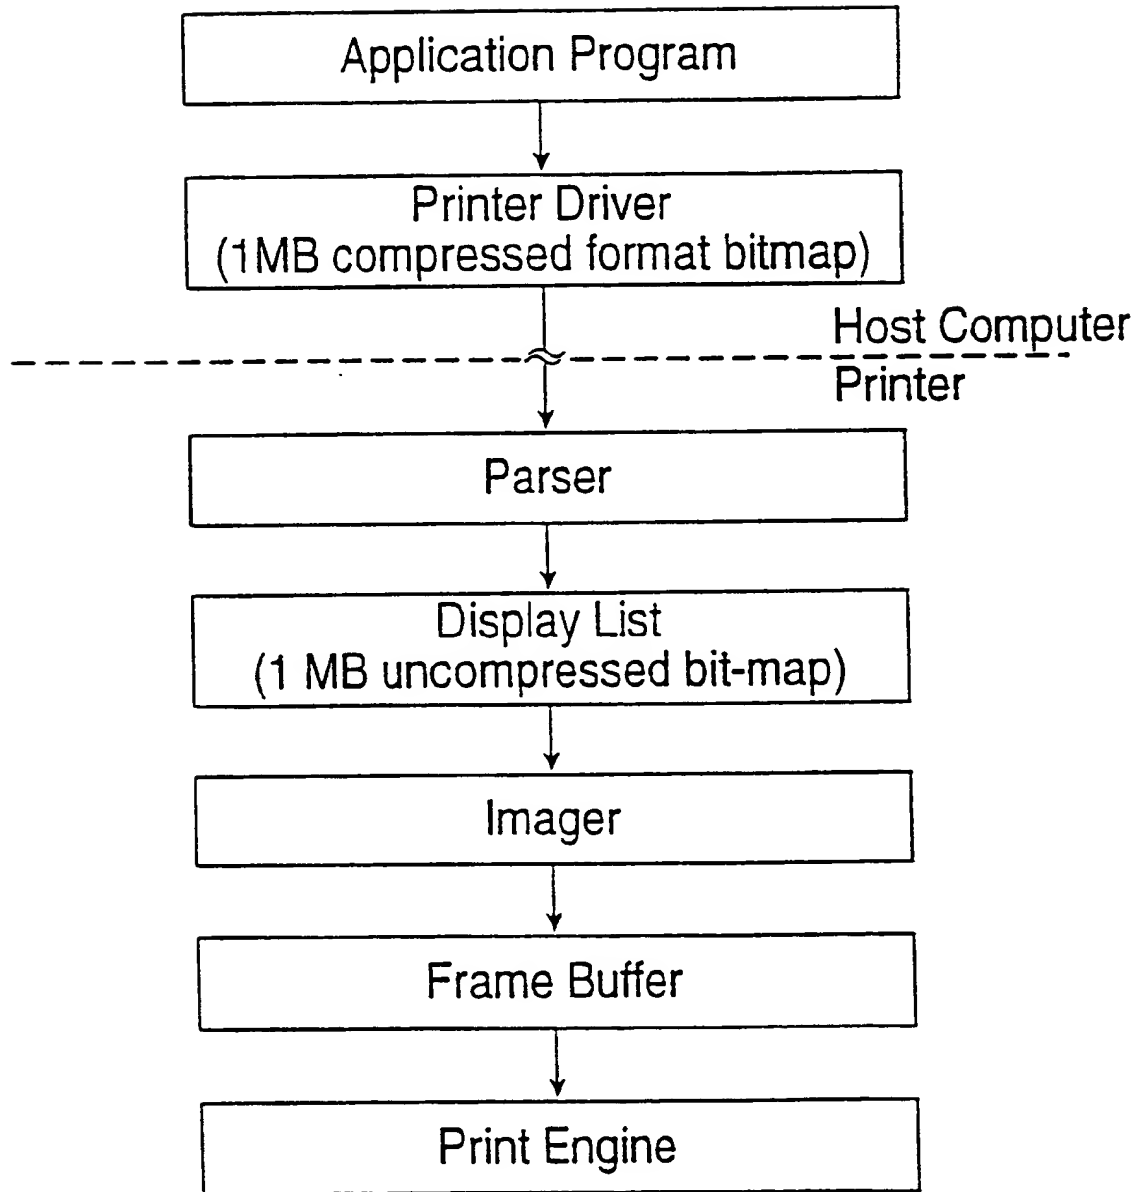 Application Program
Printer Driver
(1MB compressed format bitmap)
Host Computer
Printer
Parser
Display List
(1 MB uncompressed bit-map)
Imager
Frame Buffer
Print Engine